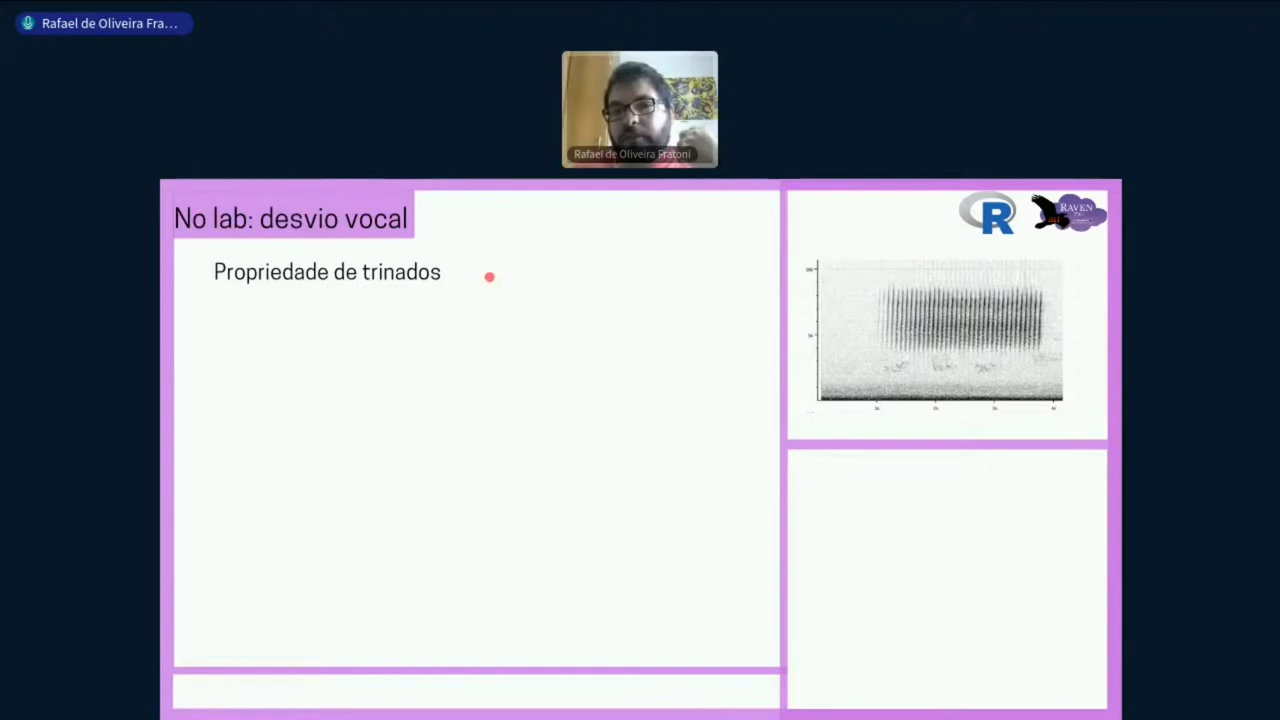 Rafael de Oliveira Fra...
Rafael de Oliveira Fratoni
No lab: desvio vocal
Propriedade de trinados
R
RAVEN